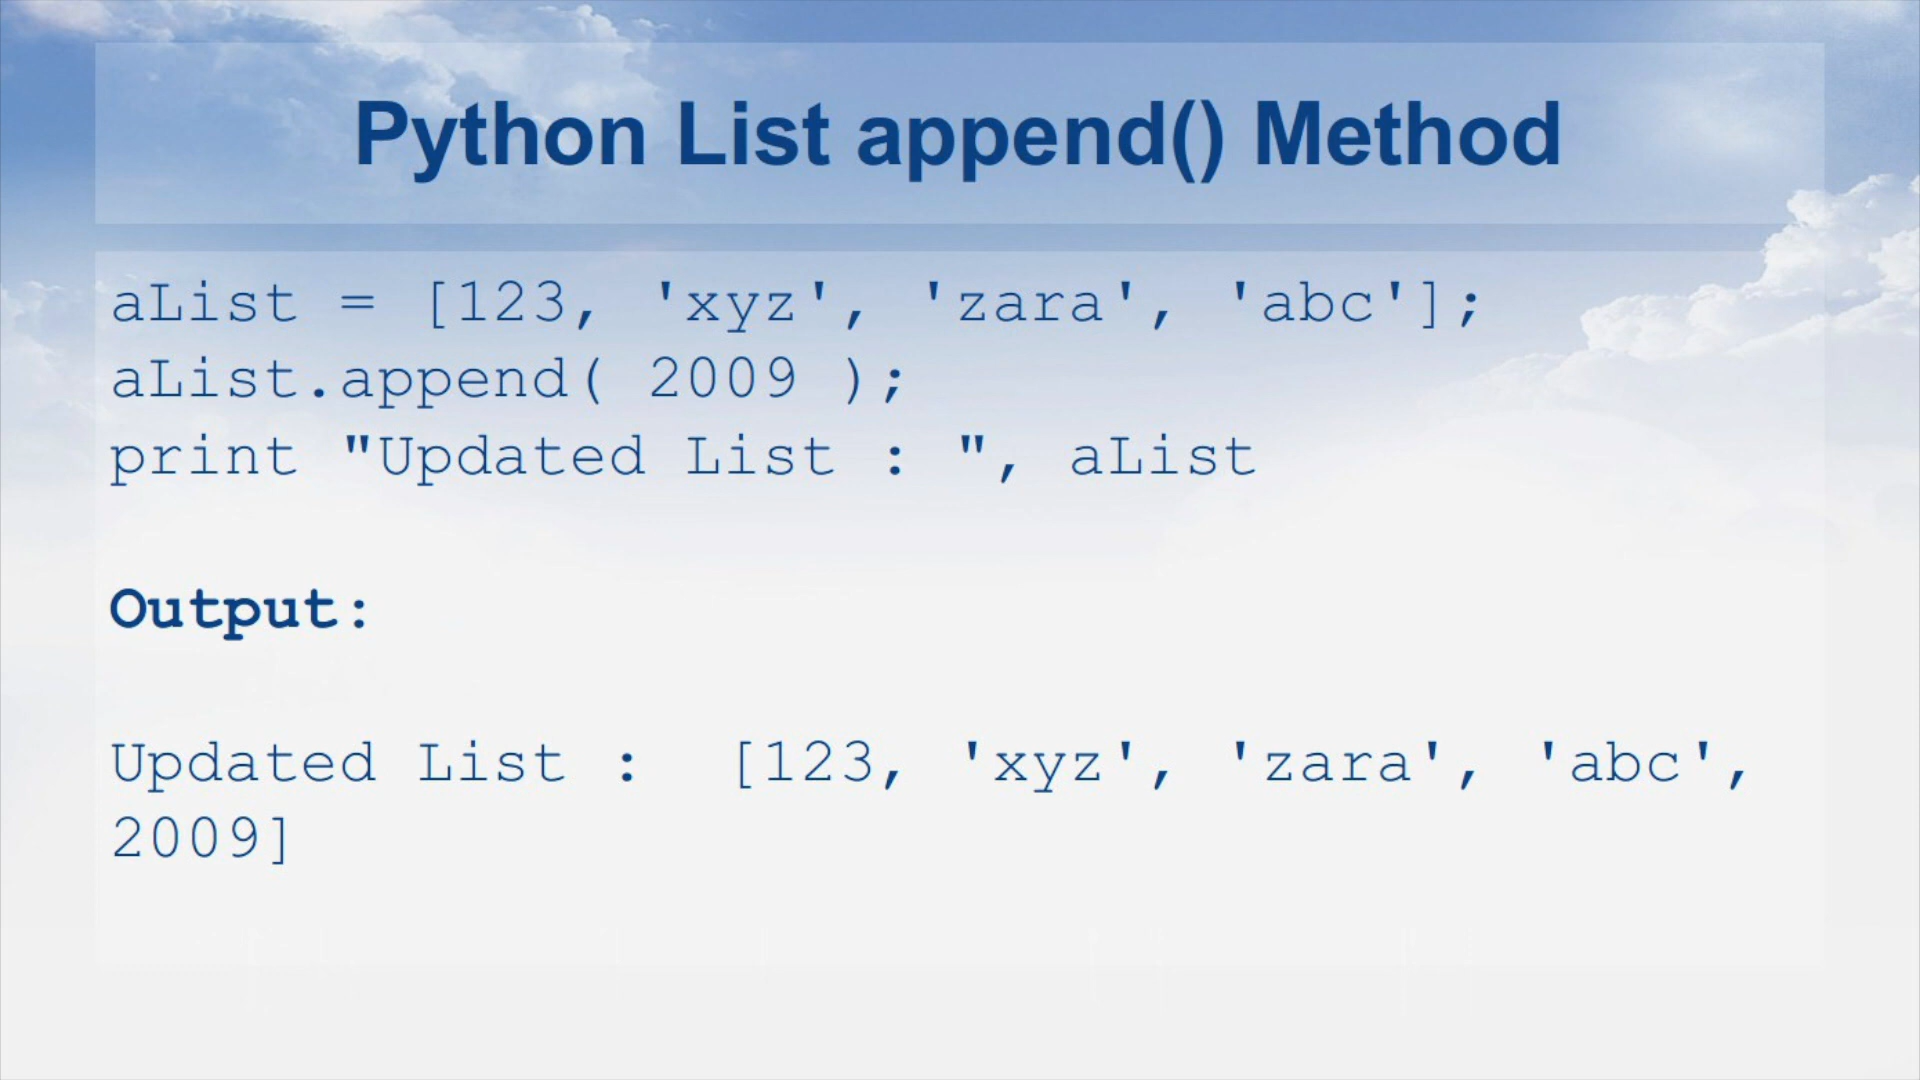 Python List append() Method
aList = [123, 'xyz', 'zara', 'abc'];
aList.append( 2009 );
print "Updated List : ", aList
Output:
Updated List :  [123, 'xyz', 'zara', 'abc',
2009]